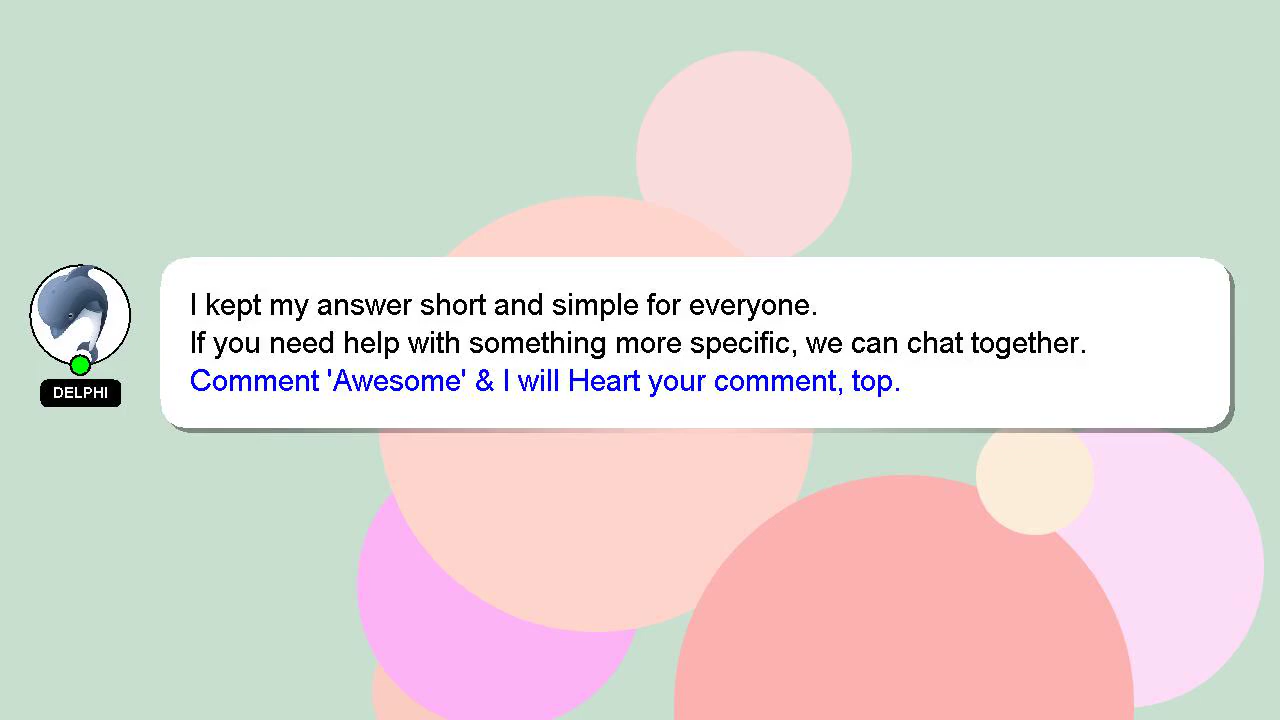 I kept my answer short and simple for everyone.
If you need help with something more specific, we can chat together.
Comment 'Awesome' & I will Heart your comment, top.
DELPHI